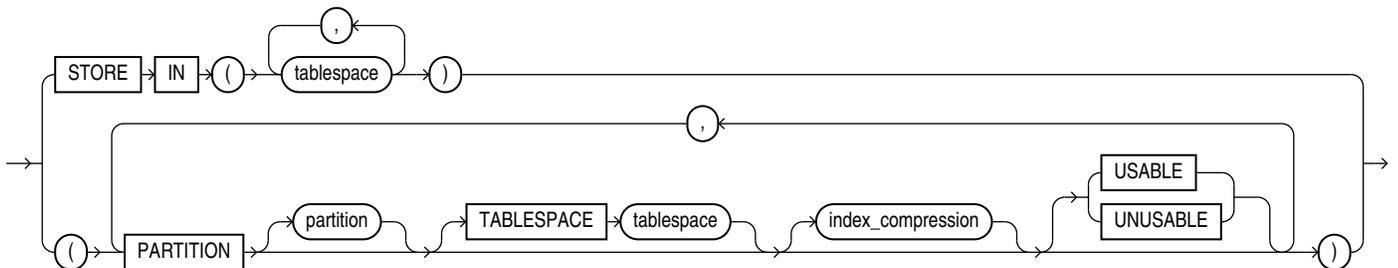 ,
STORE IN ( tablespace )
,
USABLE
partition TABLESPACE tablespace index_compression UNUSABLE
( PARTITION )